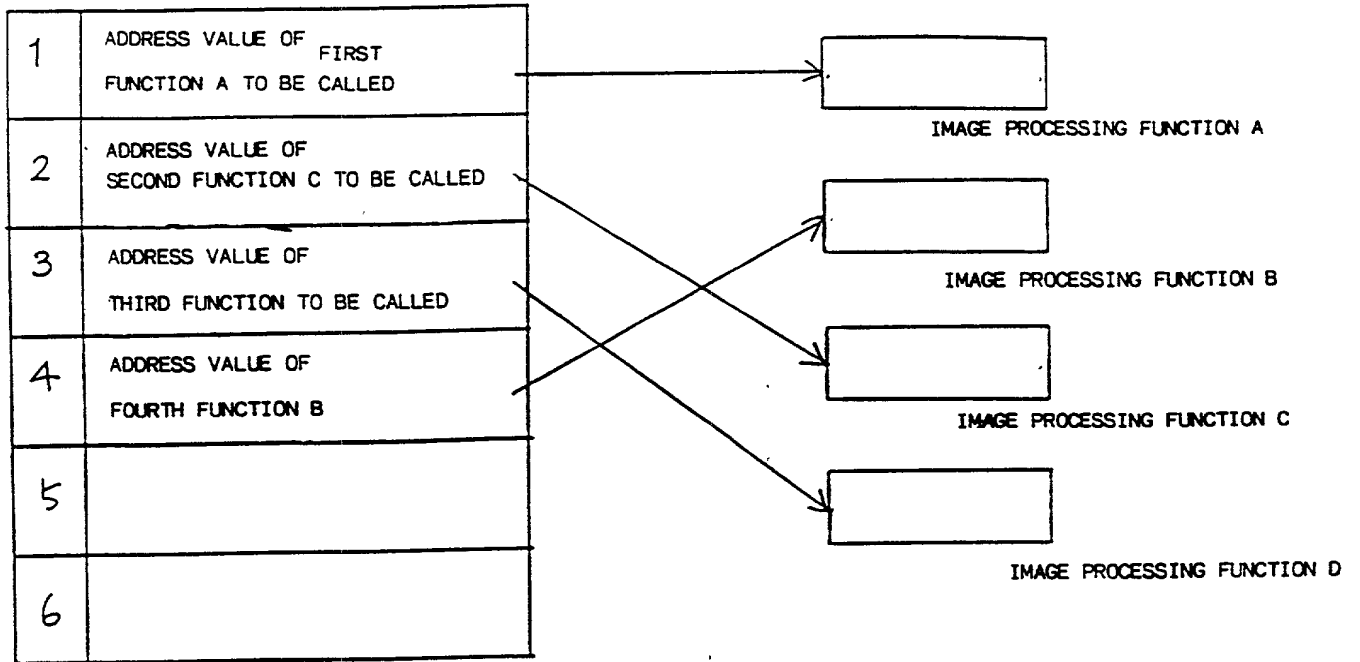 1
ADDRESS VALUE OF FIRST
FUNCTION A TO BE CALLED
2
ADDRESS VALUE OF
SECOND FUNCTION C TO BE CALLED
3
ADDRESS VALUE OF
THIRD FUNCTION TO BE CALLED
4
ADDRESS VALUE OF
FOURTH FUNCTION B
5
6
IMAGE PROCESSING FUNCTION A
IMAGE PROCESSING FUNCTION B
IMAGE PROCESSING FUNCTION C
IMAGE PROCESSING FUNCTION D